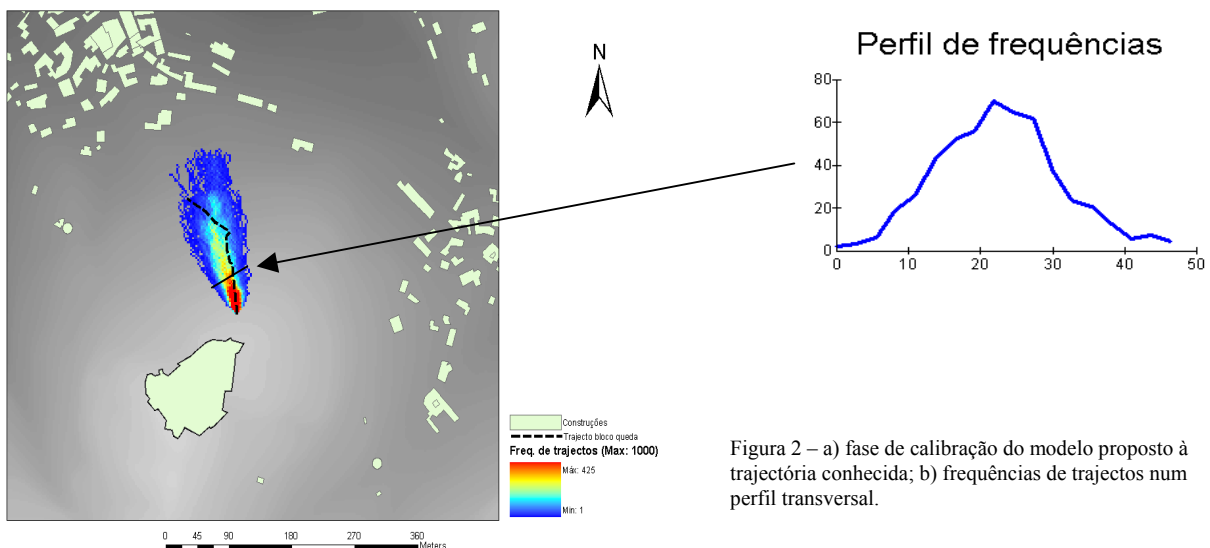 N
Perfil de frequências
80
60
40
20
0
0 10 20 30 40 50
Construções
Trajecto bloco queda
Freq. de trajectos (Max: 1000)
Máx: 425
Min: 1
0 45 90 180 270 360
Meters
Figura 2 – a) fase de calibração do modelo proposto à
trajectória conhecida; b) frequências de trajectos num
perfil transversal.